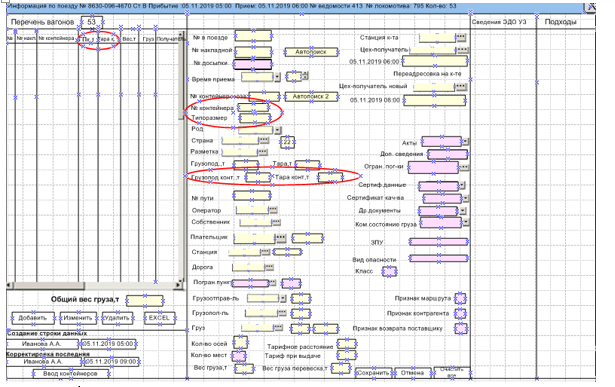 Информация по поезду № 8630-096-4670 Ст.В Прибытие 05.11.2019 05:00 Прием: 05.11.2019 06:00 № ведомости 413 № локомотива: 795 Кол-во: 53
Перечень вагонов 53
Сведения ЭДО УЗ Подходы
№ № накл. № контейнера Гр.,т Тара к. Вес,т Груз Получате
№ в поезде
№ накладной Автопоиск
№ досылки
Время приема
№ контейнеровоза Автопоиск 2
№ контейнера
Типоразмер
Род
Страна 22
Разметка
Грузопод.,т Тара,т
Грузопод.конт.,т Тара конт.,т
№ пути
Оператор
Собственник
Плательщик
Станция
Дорога
Погран.пункт
Грузоотправ-ль
Грузопол-ль
Груз
Кол-во осей
Кол-во мест
Вес груза,т
Тарифное расстояние
Тариф при выдаче
Вес груза перевеска,т
Станция к-та
Цех-получатель
05.11.2019 06:00
Переадресовка на к-те
Цех-получатель новый
05.11.2019 08:00
Акты
Доп. сведения
Огран. пог-ки
Сертиф.данные
Сертификат кач-ва
Др.документы
Ком.состояние груза
ЗПУ
Вид опасности
Класс
Признак маршрута
Признак контрагента
Признак возврата поставщику
Сохранить Отмена Очистить все
Общий вес груза,т
Добавить Изменить Удалить EXCEL
Создание строки данных
Иванова А.А. 05.11.2019 05:00
Корректировка последняя
Иванова А.А. 05.11.2019 09:00
Ввод контейнеров